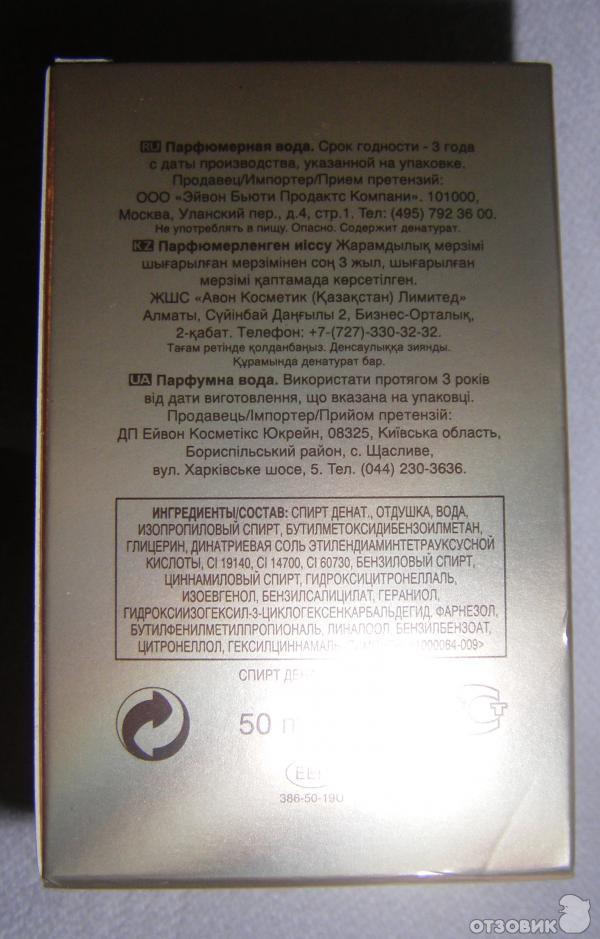 RU Парфюмерная вода. Срок годности - 3 года
с даты производства, указанной на упаковке.
Продавец/Импортер/Прием претензий:
ООО «Эйвон Бьюти Продактс Компани». 101000,
Москва, Уланский пер., д.4, стр.1. Тел: (495) 792 36 00.
Не употреблять в пищу. Опасно. Содержит денатурат.
KZ Парфюмерленген иіссу Жарамдылық мерзімі
шығарылған мерзімінен соң 3 жыл, шығарылған
мерзімі қаптамада көрсетілген.
ЖШС «Авон Косметик (Қазақстан) Лимитед»
Алматы, Сүйінбай Даңғылы 2, Бизнес-Орталық,
2-қабат. Телефон: +7-(727)-330-32-32.
Тағам ретінде қолданбаңыз. Денсаулыққа зиянды.
Құрамында денатурат бар.
UA Парфумна вода. Використати протягом 3 років
від дати виготовлення, що вказана на упаковці.
Продавець/Імпортер/Прийом претензій:
ДП Ейвон Косметікс Юкрейн, 08325, Київська область,
Бориспільський район, с. Щасливе,
вул. Харківське шосе, 5. Тел. (044) 230-3636.
ИНГРЕДИЕНТЫ/СОСТАВ: СПИРТ ДЕНАТ., ОТДУШКА, ВОДА,
ИЗОПРОПИЛОВЫЙ СПИРТ, БУТИЛМЕТОКСИДИБЕНЗОИЛМЕТАН,
ГЛИЦЕРИН, ДИНАТРИЕВАЯ СОЛЬ ЭТИЛЕНДИАМИНТЕТРАУКСУСНОЙ
КИСЛОТЫ, CI 19140, CI 14700, CI 60730, БЕНЗИЛОВЫЙ СПИРТ,
ЦИННАМИЛОВЫЙ СПИРТ, ГИДРОКСИЦИТРОНЕЛЛАЛЬ,
ИЗОЕВГЕНОЛ, БЕНЗИЛСАЛИЦИЛАТ, ГЕРАНИОЛ,
ГИДРОКСИИЗОГЕКСИЛ-3-ЦИКЛОГЕКСЕНКАРБАЛЬДЕГИД, ФАРНЕЗОЛ,
БУТИЛФЕНИЛМЕТИЛПРОПИОНАЛЬ, ЛИНАЛООЛ, БЕНЗИЛБЕНЗОАТ,
ЦИТРОНЕЛЛОЛ, ГЕКСИЛЦИННАМАЛЬ, 1000064-009>
СПИРТ
50
386-50-19U
ОТЗОВИК